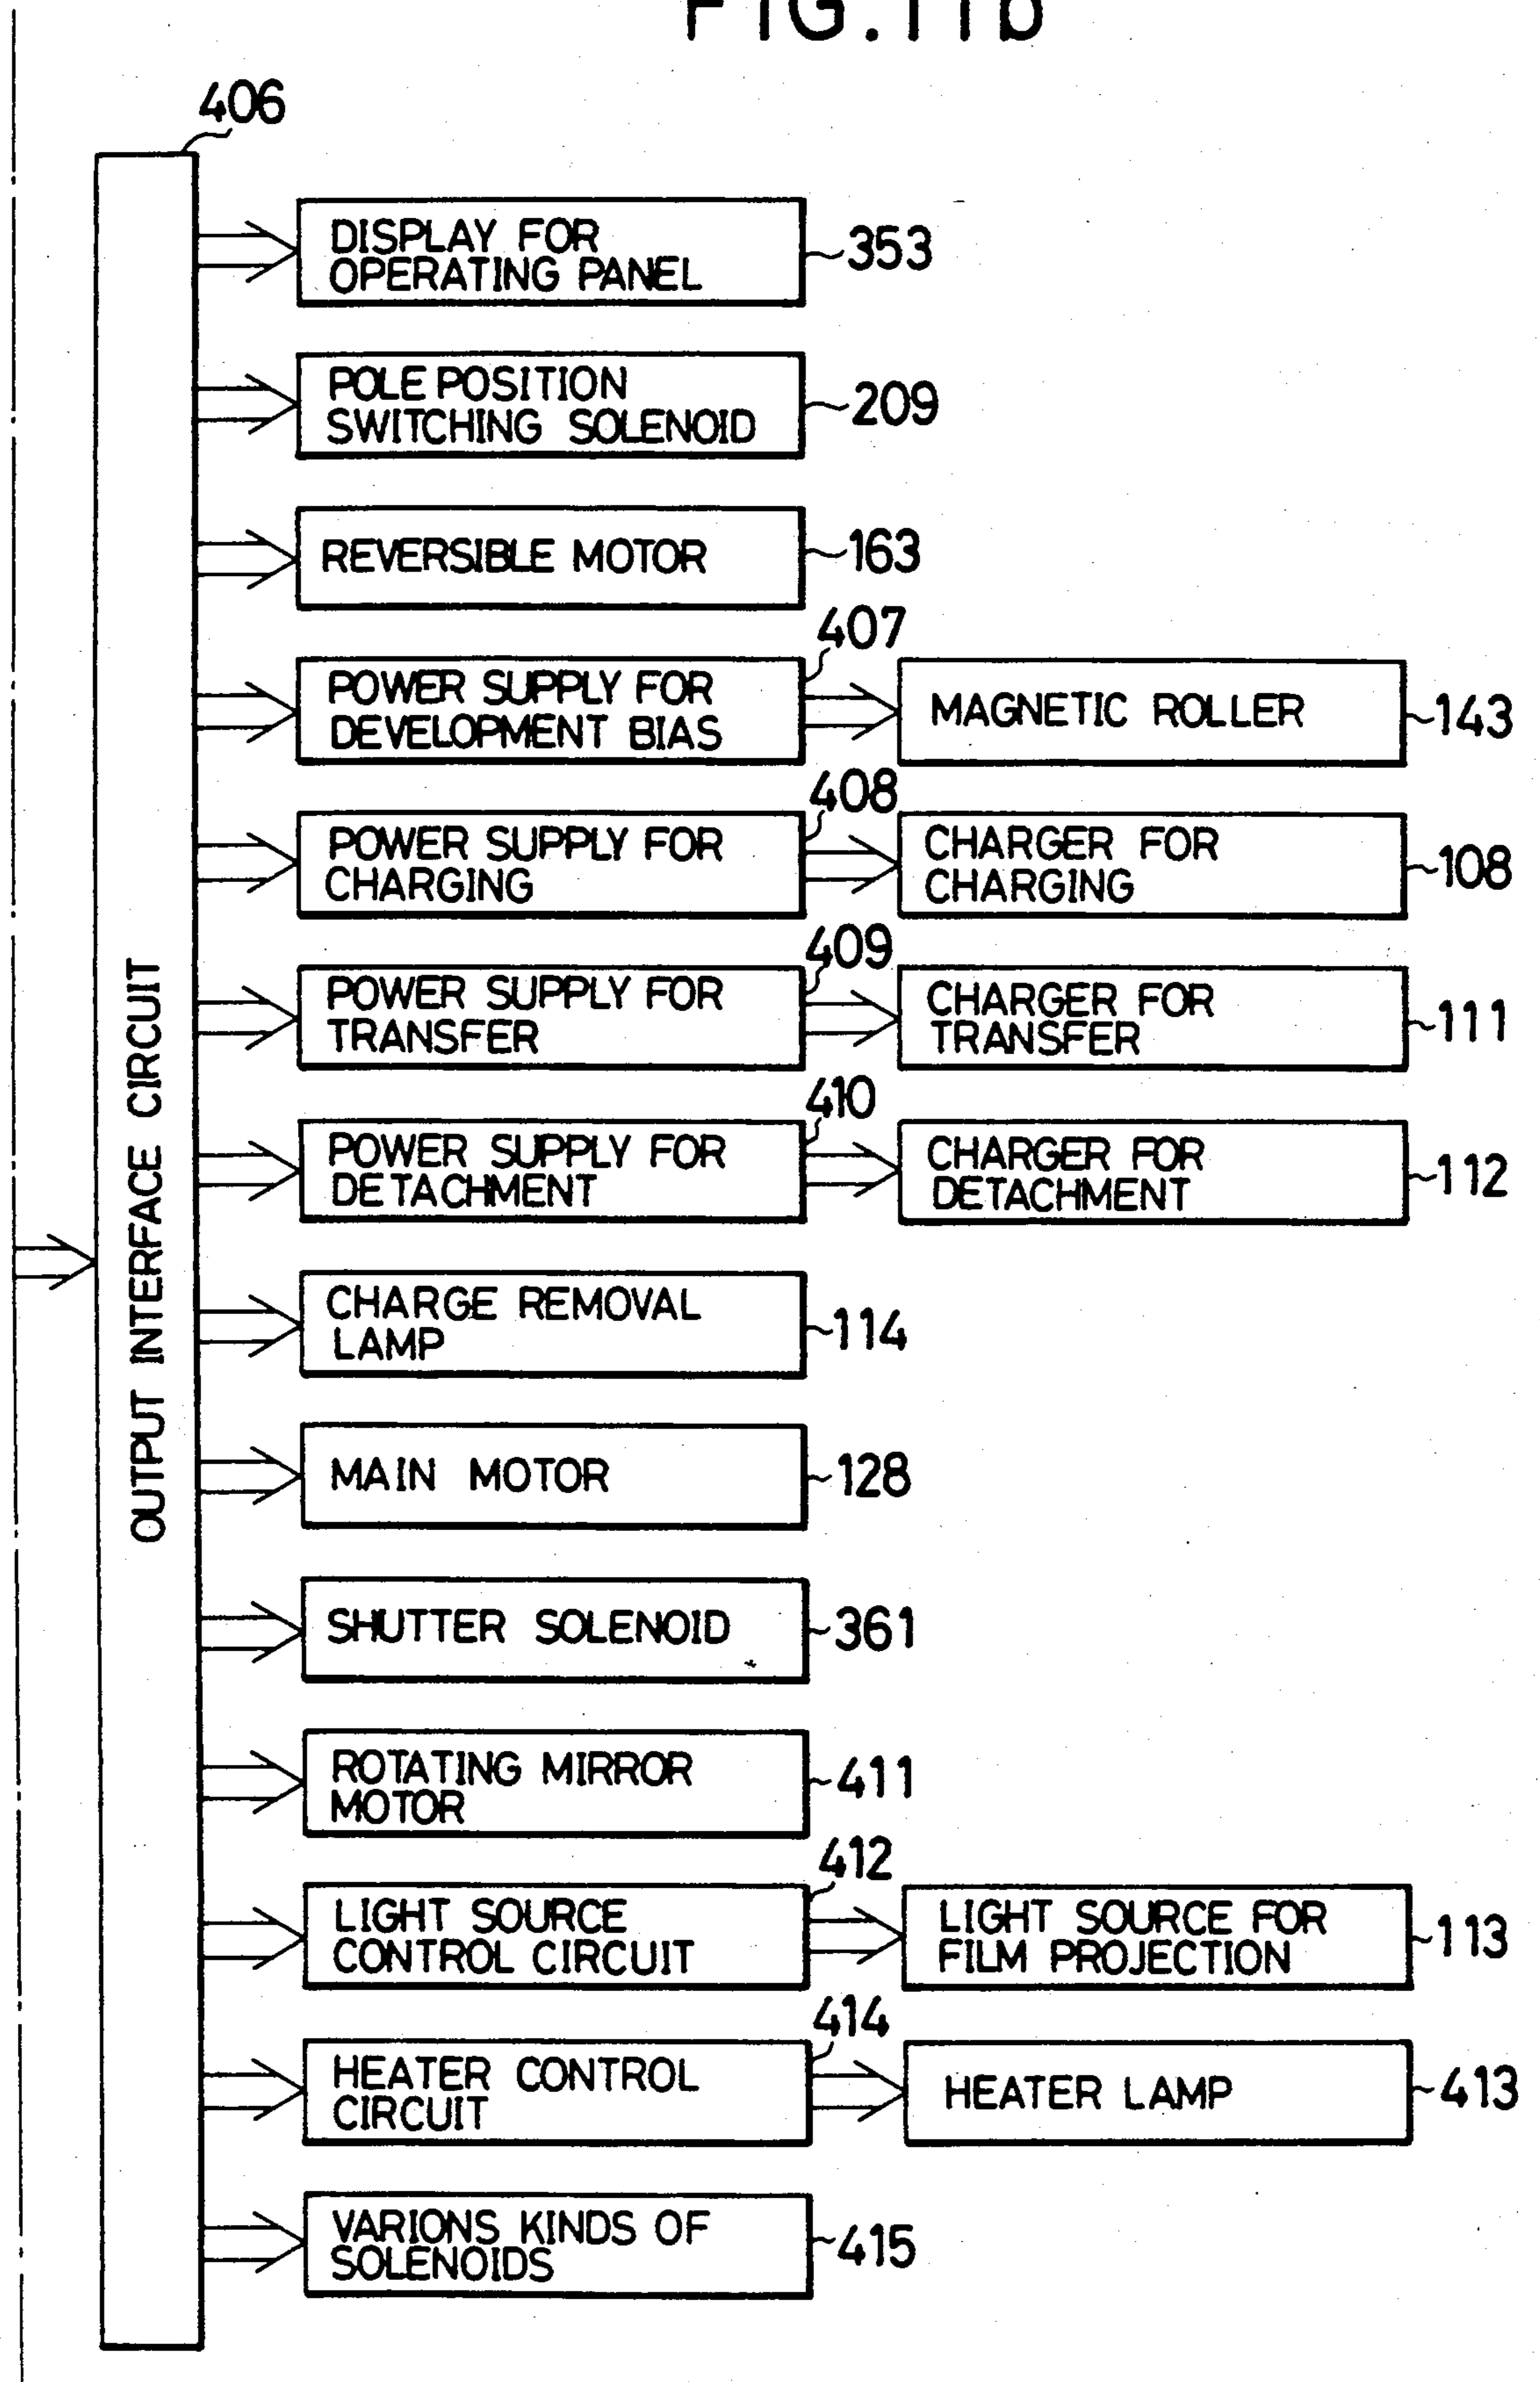 FIG.11b
406
DISPLAY FOR
OPERATING PANEL
353
POLE POSITION
SWITCHING SOLENOID
209
REVERSIBLE MOTOR
163
407
POWER SUPPLY FOR
DEVELOPMENT BIAS
MAGNETIC ROLLER
143
408
POWER SUPPLY FOR
CHARGING
CHARGER FOR
CHARGING
108
409
POWER SUPPLY FOR
TRANSFER
CHARGER FOR
TRANSFER
111
410
POWER SUPPLY FOR
DETACHMENT
CHARGER FOR
DETACHMENT
112
OUTPUT INTERFACE CIRCUIT
CHARGE REMOVAL
LAMP
114
MAIN MOTOR
128
SHUTTER SOLENOID
361
ROTATING MIRROR
MOTOR
411
412
LIGHT SOURCE
CONTROL CIRCUIT
LIGHT SOURCE FOR
FILM PROJECTION
113
414
HEATER CONTROL
CIRCUIT
HEATER LAMP
413
VARIONS KINDS OF
SOLENOIDS
415